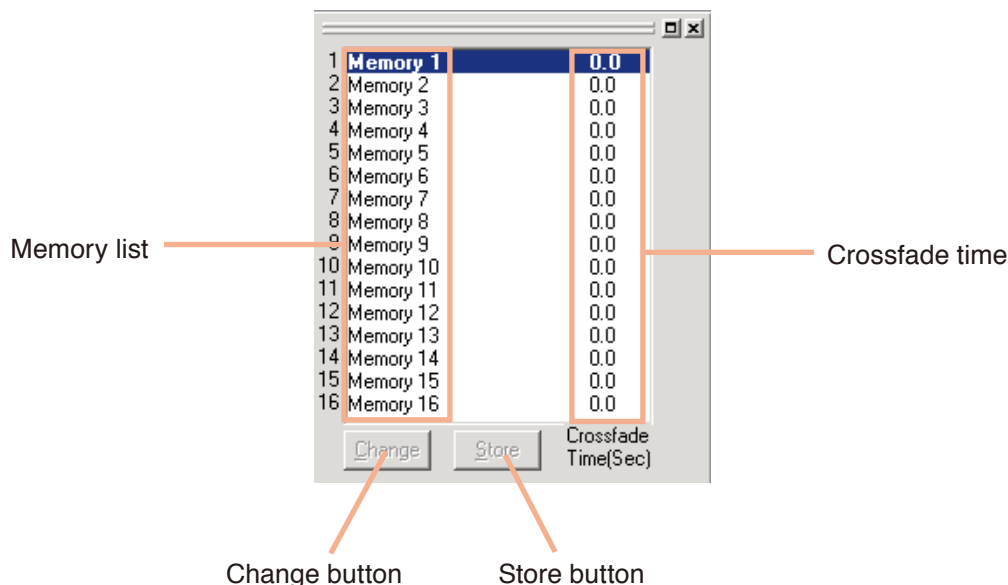 1 Memory 1 0.0
2 Memory 2 0.0
3 Memory 3 0.0
4 Memory 4 0.0
5 Memory 5 0.0
6 Memory 6 0.0
7 Memory 7 0.0
8 Memory 8 0.0
Memory list
9 Memory 9 0.0
Crossfade time
10 Memory 10 0.0
11 Memory 11 0.0
12 Memory 12 0.0
13 Memory 13 0.0
14 Memory 14 0.0
15 Memory 15 0.0
16 Memory 16 0.0
Change
Store
Crossfade
Time(Sec)
Change button
Store button